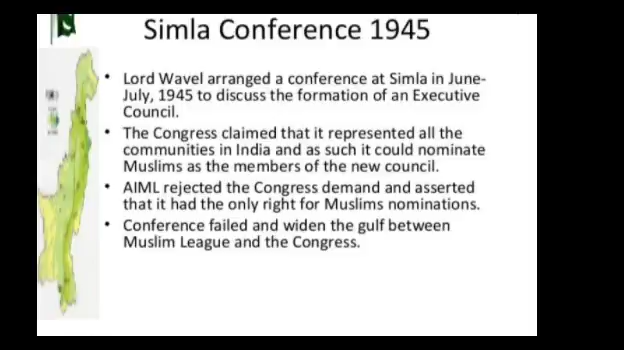 Simla Conference 1945
• Lord Wavel arranged a conference at Simla in June-
July, 1945 to discuss the formation of an Executive
Council.
• The Congress claimed that it represented all the
communities in India and as such it could nominate
Muslims as the members of the new council.
• AIML rejected the Congress demand and asserted
that it had the only right for Muslims nominations.
• Conference failed and widen the gulf between
Muslim League and the Congress.